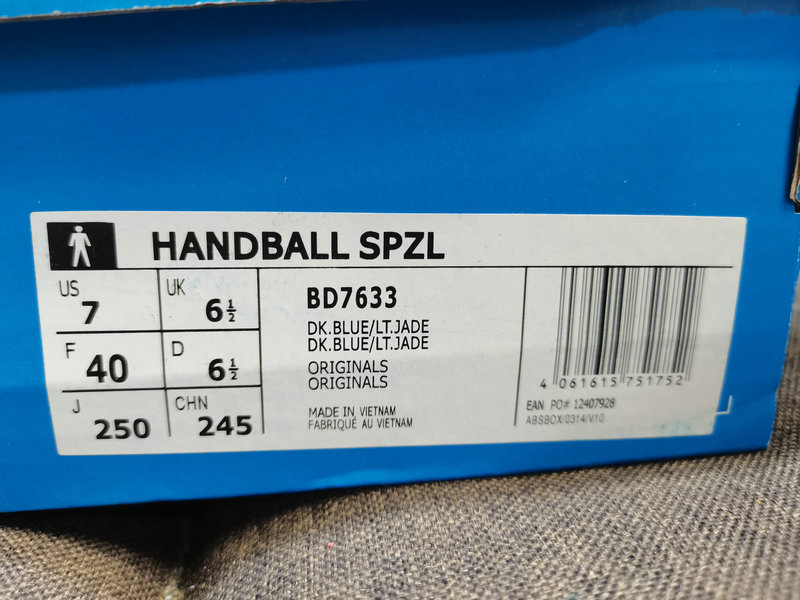 HANDBALL SPZL
US 7 UK 6½
F 40 D 6½
J 250 CHN 245
BD7633
DK.BLUE/LT.JADE
DK.BLUE/LT.JADE
ORIGINALS
ORIGINALS
MADE IN VIETNAM
FABRIQUÉ AU VIETNAM
4 061615 751752
EAN PO# 12407928
ABSBOX/0314/V10